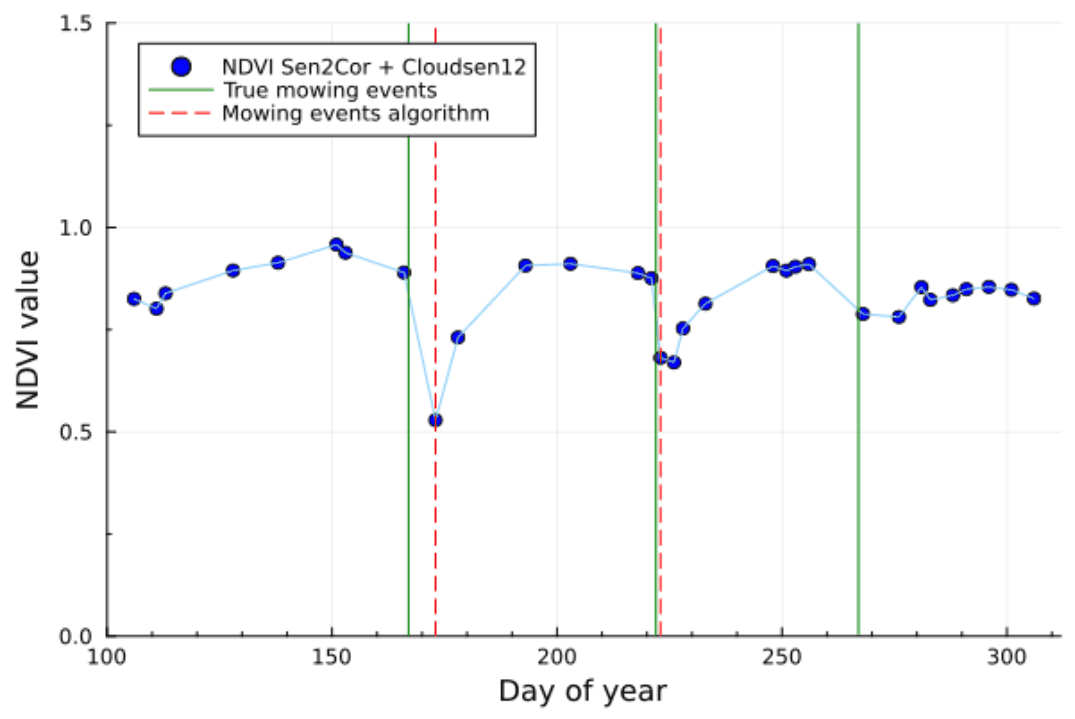 1.5
NDVI Sen2Cor + Cloudsen12
True mowing events
Mowing events algorithm
1.0
NDVI value
0.5
0.0
100 150 200 250 300
Day of year